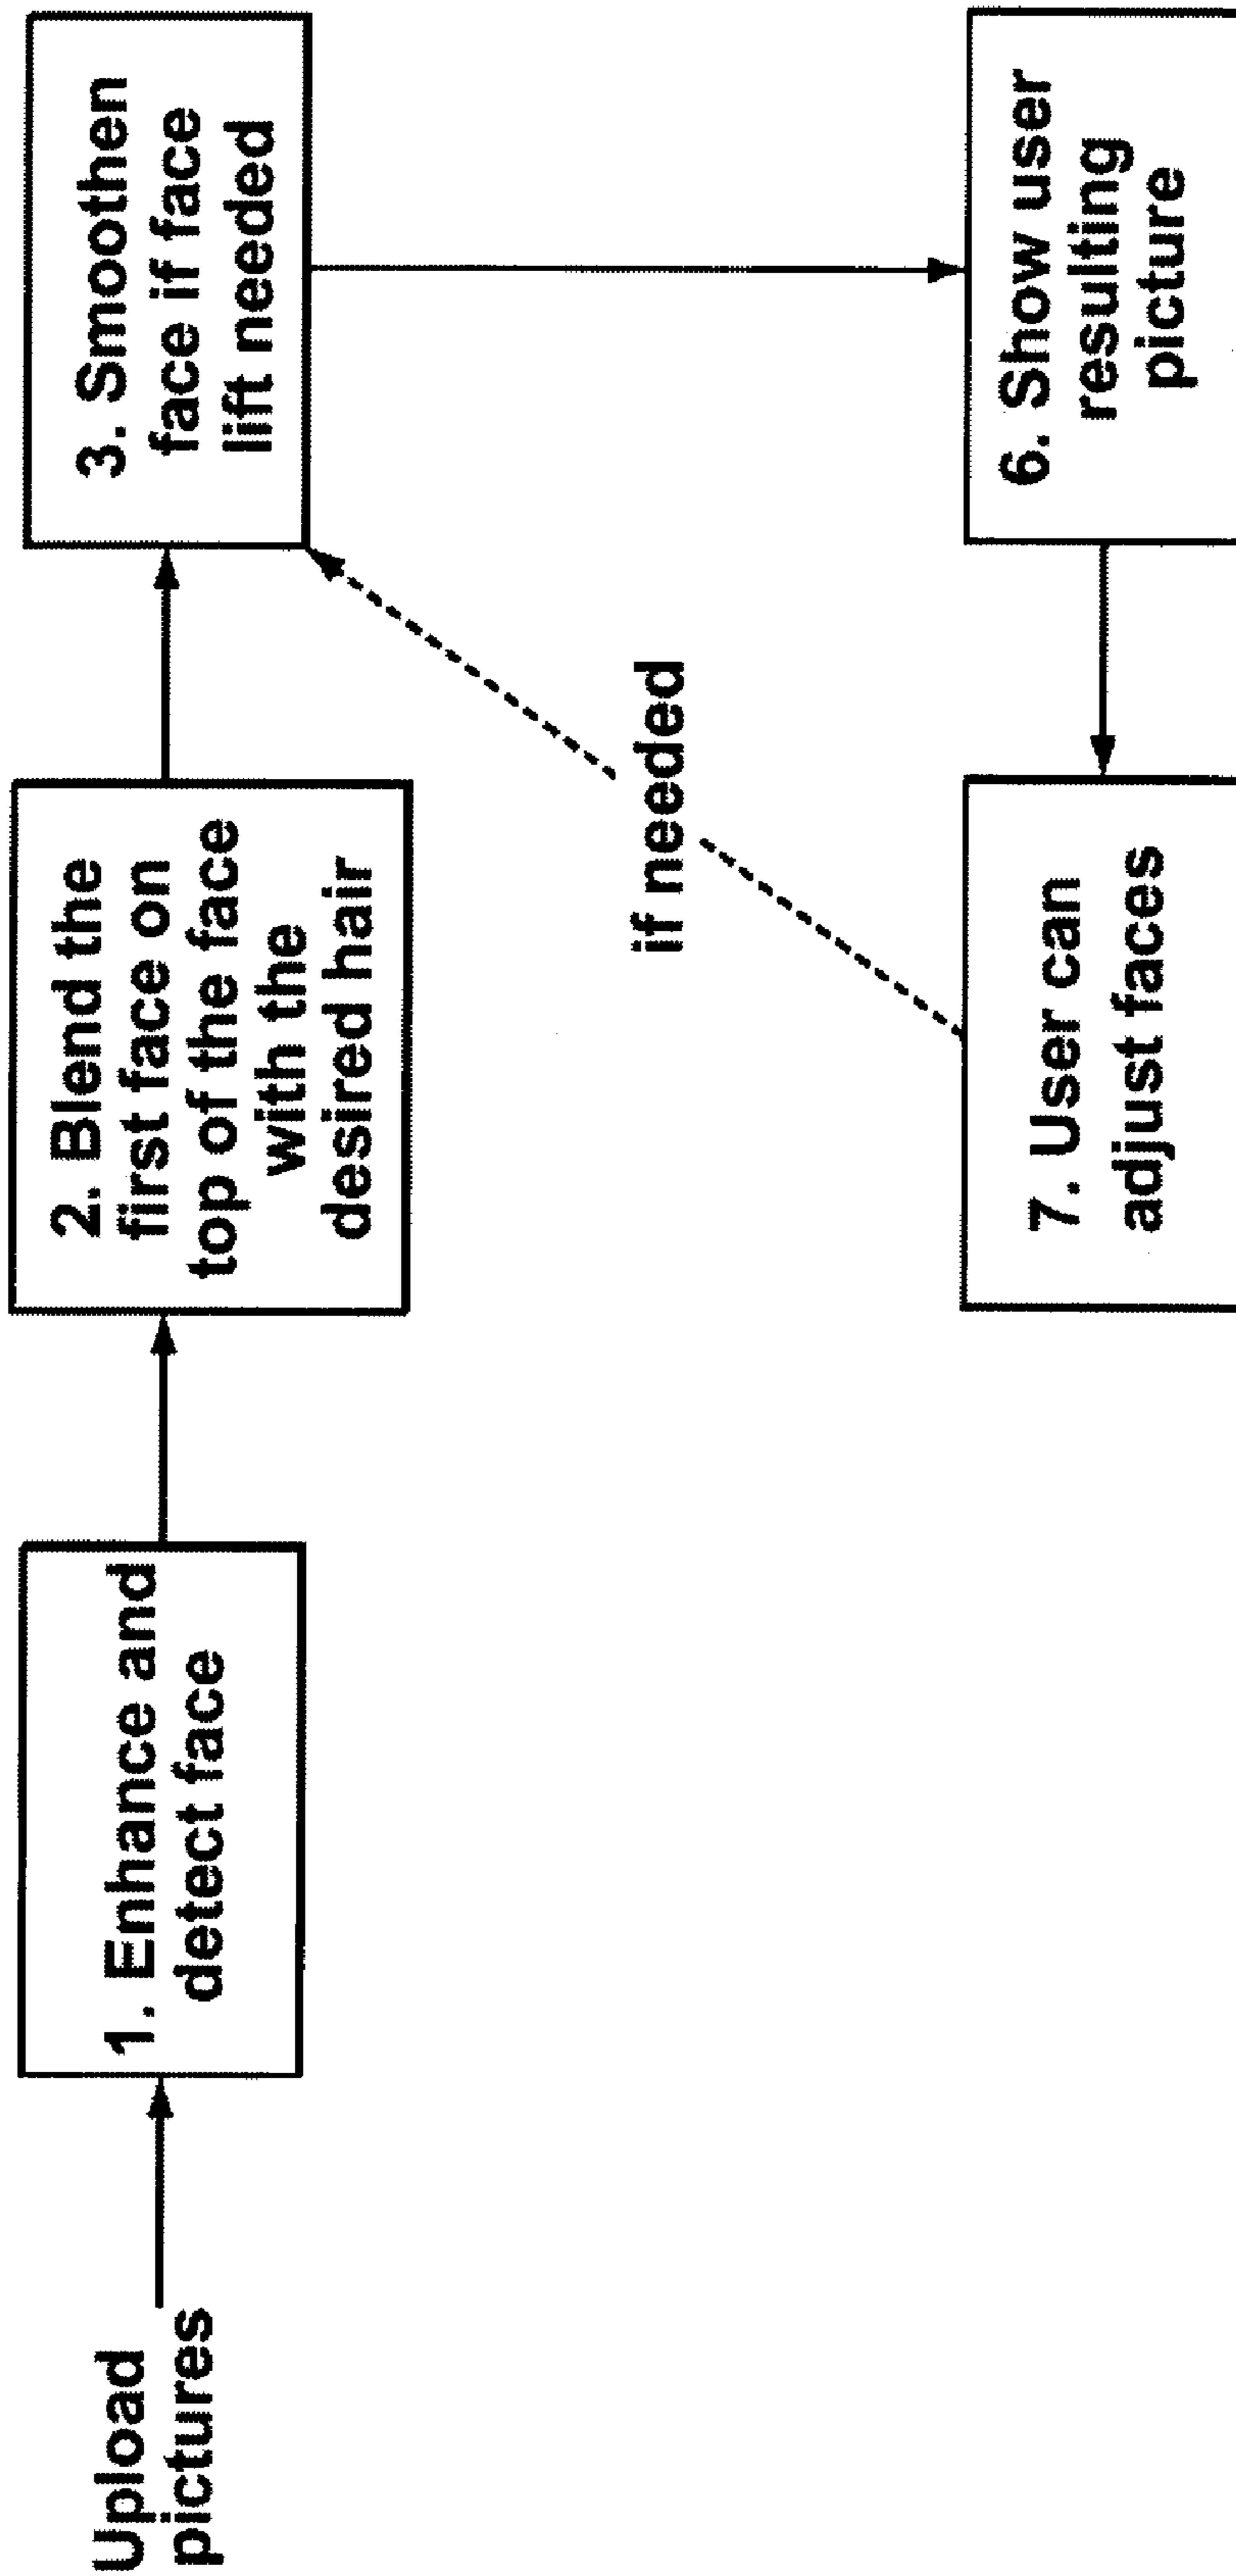 Upload
pictures
1. Enhance and
detect face
2. Blend the
first face on
top of the face
with the
desired hair
3. Smoothen
face if face
lift needed
if needed
6. Show user
resulting
picture
7. User can
adjust faces